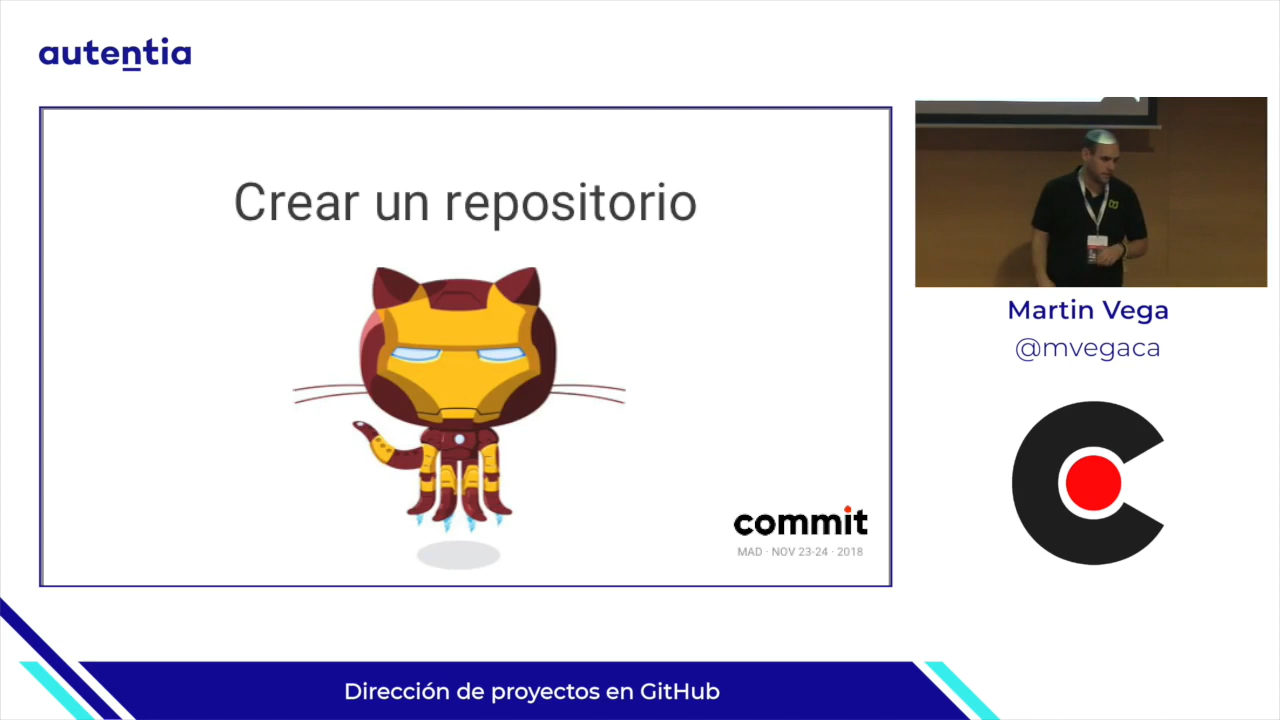 autentia
Crear un repositorio
commit
MAD · NOV 23-24 · 2018
Martin Vega
@mvegaca
Dirección de proyectos en GitHub